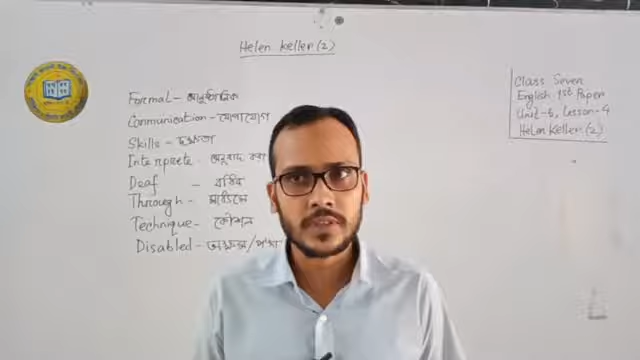 Helen Keller (2)
Formal - আনুষ্ঠানিক
Communication - যোগাযোগ
Skills - দক্ষতা
Interprete - অনুবাদ করা
Deaf - বধির
Through - মাধ্যমে
Technique - কৌশল
Disabled - অক্ষম/
Class Seven
English 1st Paper
Unit-6, Lesson-4
Helen Keller (2)